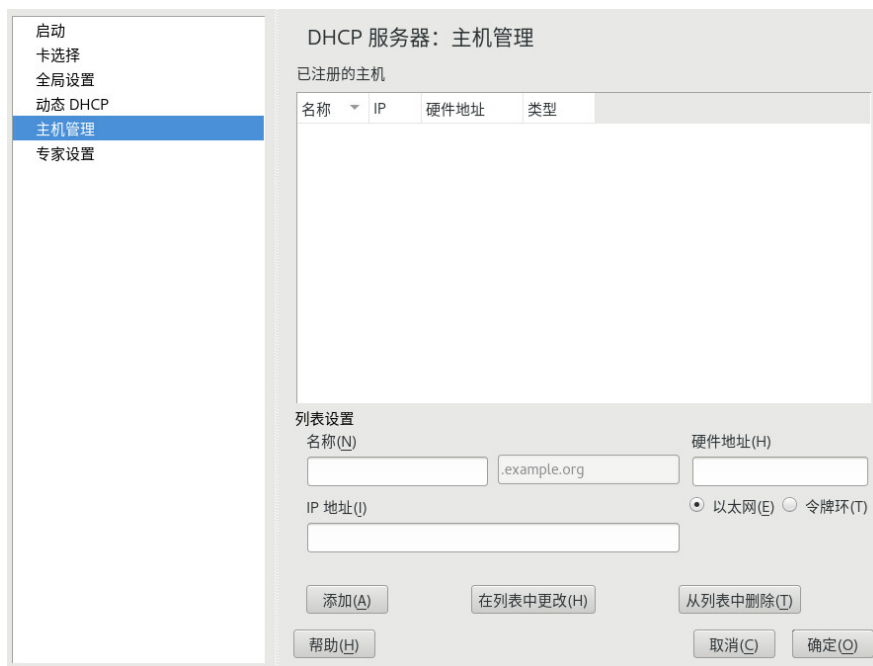 启动
卡选择
全局设置
动态 DHCP
主机管理
专家设置
DHCP 服务器：主机管理
已注册的主机
名称 IP 硬件地址 类型
列表设置
名称(N) 硬件地址(H)
.example.org
IP 地址(I) 以太网(E) 令牌环(T)
添加(A) 在列表中更改(H) 从列表中删除(T)
帮助(H) 取消(C) 确定(O)